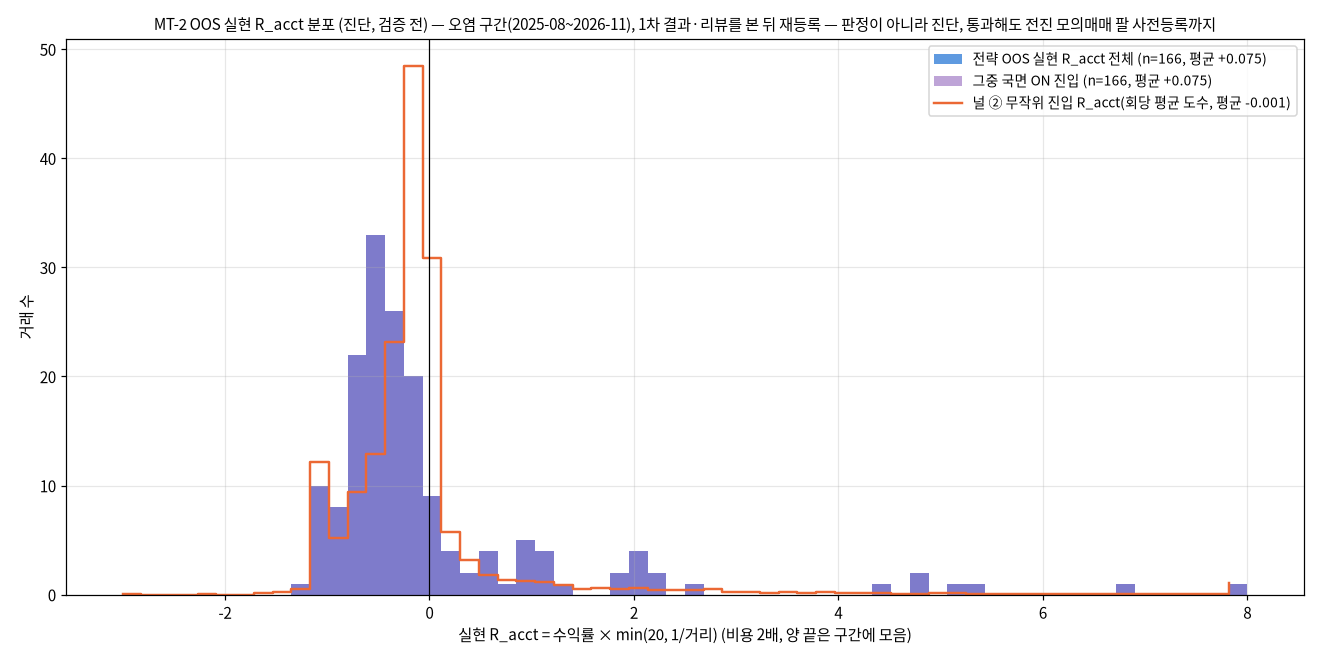 MT-2 OOS 실현 R_acct 분포 (진단, 검증 전) — 오염 구간(2025-08~2026-11), 1차 결과·리뷰를 본 뒤 재등록 — 판정이 아니라 진단, 통과해도 전진 모의매매 팔 사전등록까지
전략 OOS 실현 R_acct 전체 (n=166, 평균 +0.075)
그중 국면 ON 진입 (n=166, 평균 +0.075)
널 ② 무작위 진입 R_acct(회당 평균 도수, 평균 -0.001)
거래 수
50
40
30
20
10
0
-2
0
2
4
6
8
실현 R_acct = 수익률 × min(20, 1/거리) (비용 2배, 양 끝은 구간에 모음)